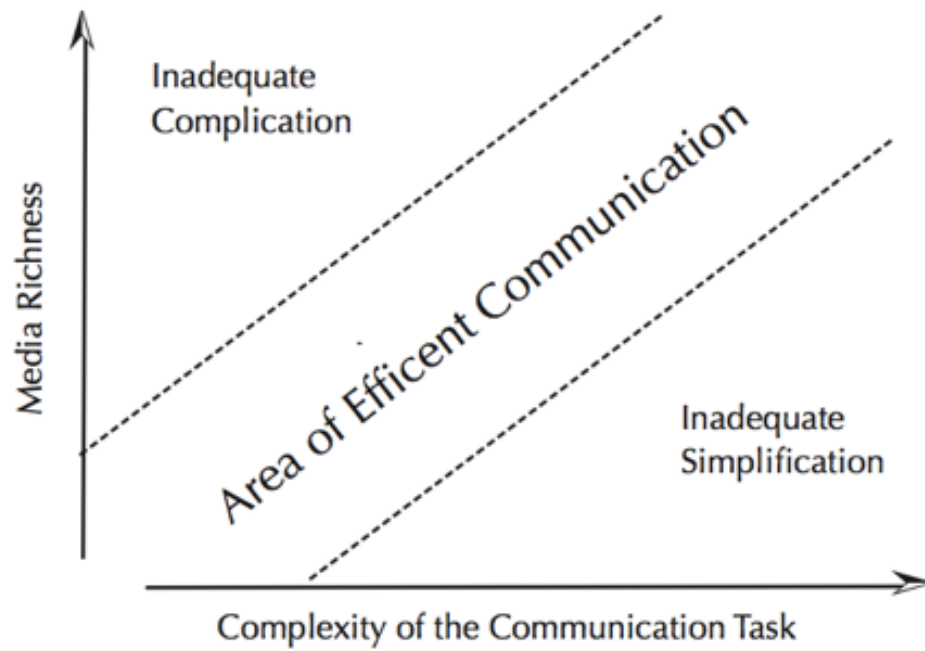 Inadequate
Complication
Media Richness
Area of Efficent Communication
Inadequate
Simplification
Complexity of the Communication Task